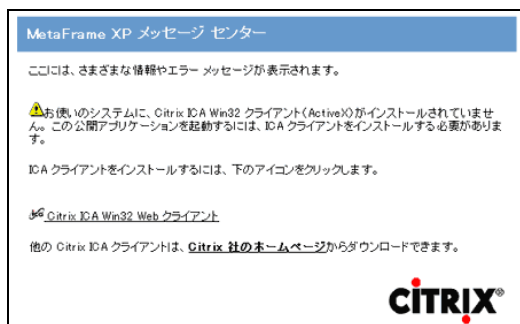 MetaFrame XP メッセージ センター
ここには、さまざまな情報やエラー メッセージが表示されます。
お使いのシステムに、Citrix ICA Win32 クライアント(ActiveX)がインストールされていませ
ん。この公開アプリケーションを起動するには、ICA クライアントをインストールする必要がありま
す。
ICA クライアントをインストールするには、下のアイコンをクリックします。
Citrix ICA Win32 Web クライアント
他の Citrix ICA クライアントは、Citrix 社のホームページからダウンロードできます。
CITRIX®